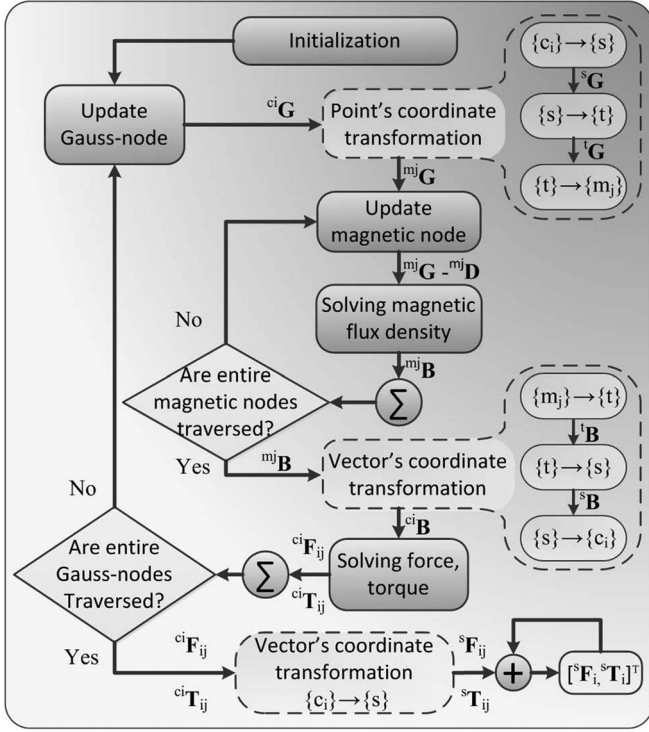 Initialization
Update
Gauss-node
ciG
Point's coordinate
transformation
{ci}→{s}
sG
{s}→{t}
tG
{t}→{mj}
mjG
Update
magnetic node
mjG -mjD
Solving magnetic
flux density
No
mjB
Are entire
magnetic nodes
traversed?
∑
Yes
mjB
Vector's coordinate
transformation
{mj}→{t}
tB
{t}→{s}
sB
{s}→{ci}
No
ciB
Are entire
Gauss-nodes
Traversed?
∑
ciFij
ciTij
Solving force,
torque
Yes
ciFij
ciTij
Vector's coordinate
transformation
{ci}→{s}
sFij
sTij
+
[sFi,sTi]T